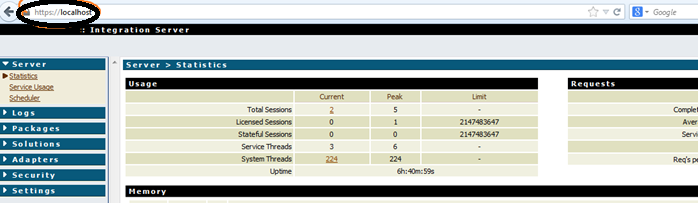 https://localhost
Google
:: Integration Server
Server
Statistics
Service Usage
Scheduler
Logs
Packages
Solutions
Adapters
Security
Settings
Server > Statistics
Usage
Current Peak Limit
Total Sessions 2 5 -
Licensed Sessions 0 1 2147483647
Stateful Sessions 0 0 2147483647
Service Threads 3 6 -
System Threads 224 224 -
Uptime 6h:40m:59s
Memory
Requests
Complet
Aver
Servic
Req's pe